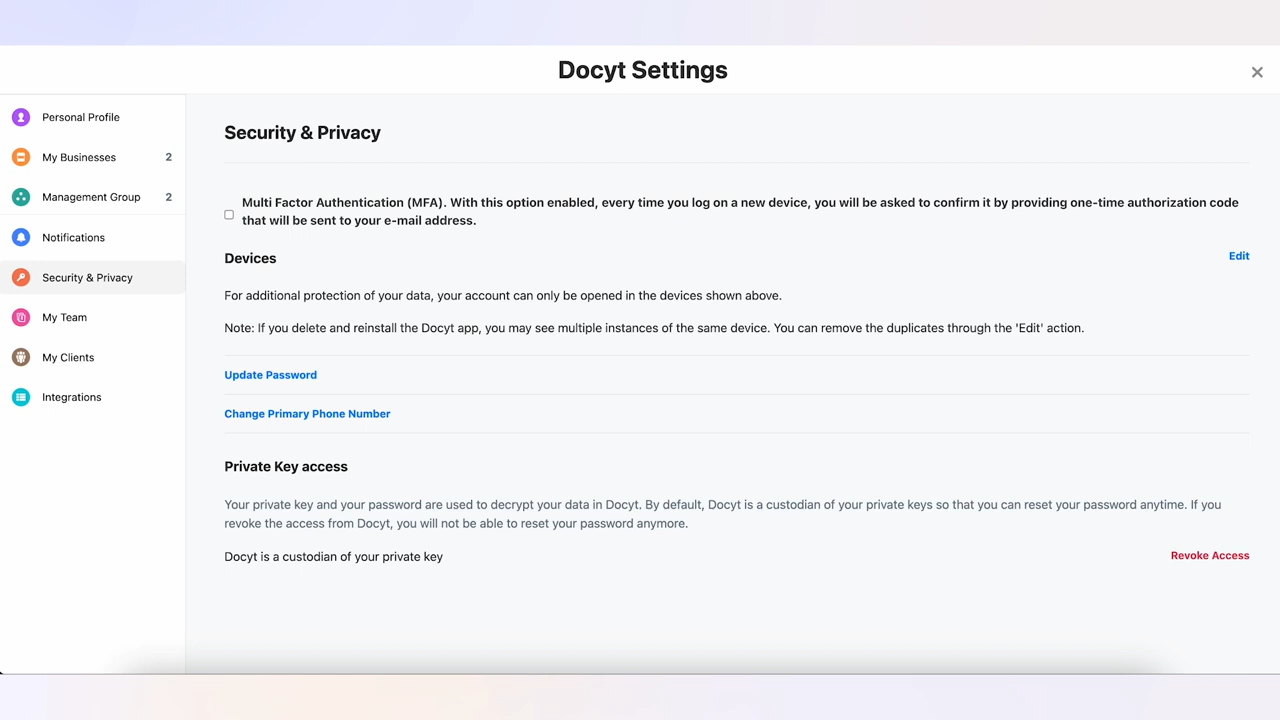 Docyt Settings
Personal Profile
My Businesses 2
Management Group 2
Notifications
Security & Privacy
My Team
My Clients
Integrations
Security & Privacy
Multi Factor Authentication (MFA). With this option enabled, every time you log on a new device, you will be asked to confirm it by providing one-time authorization code
that will be sent to your e-mail address.
Devices
Edit
For additional protection of your data, your account can only be opened in the devices shown above.
Note: If you delete and reinstall the Docyt app, you may see multiple instances of the same device. You can remove the duplicates through the 'Edit' action.
Update Password
Change Primary Phone Number
Private Key access
Your private key and your password are used to decrypt your data in Docyt. By default, Docyt is a custodian of your private keys so that you can reset your password anytime. If you
revoke the access from Docyt, you will not be able to reset your password anymore.
Docyt is a custodian of your private key
Revoke Access